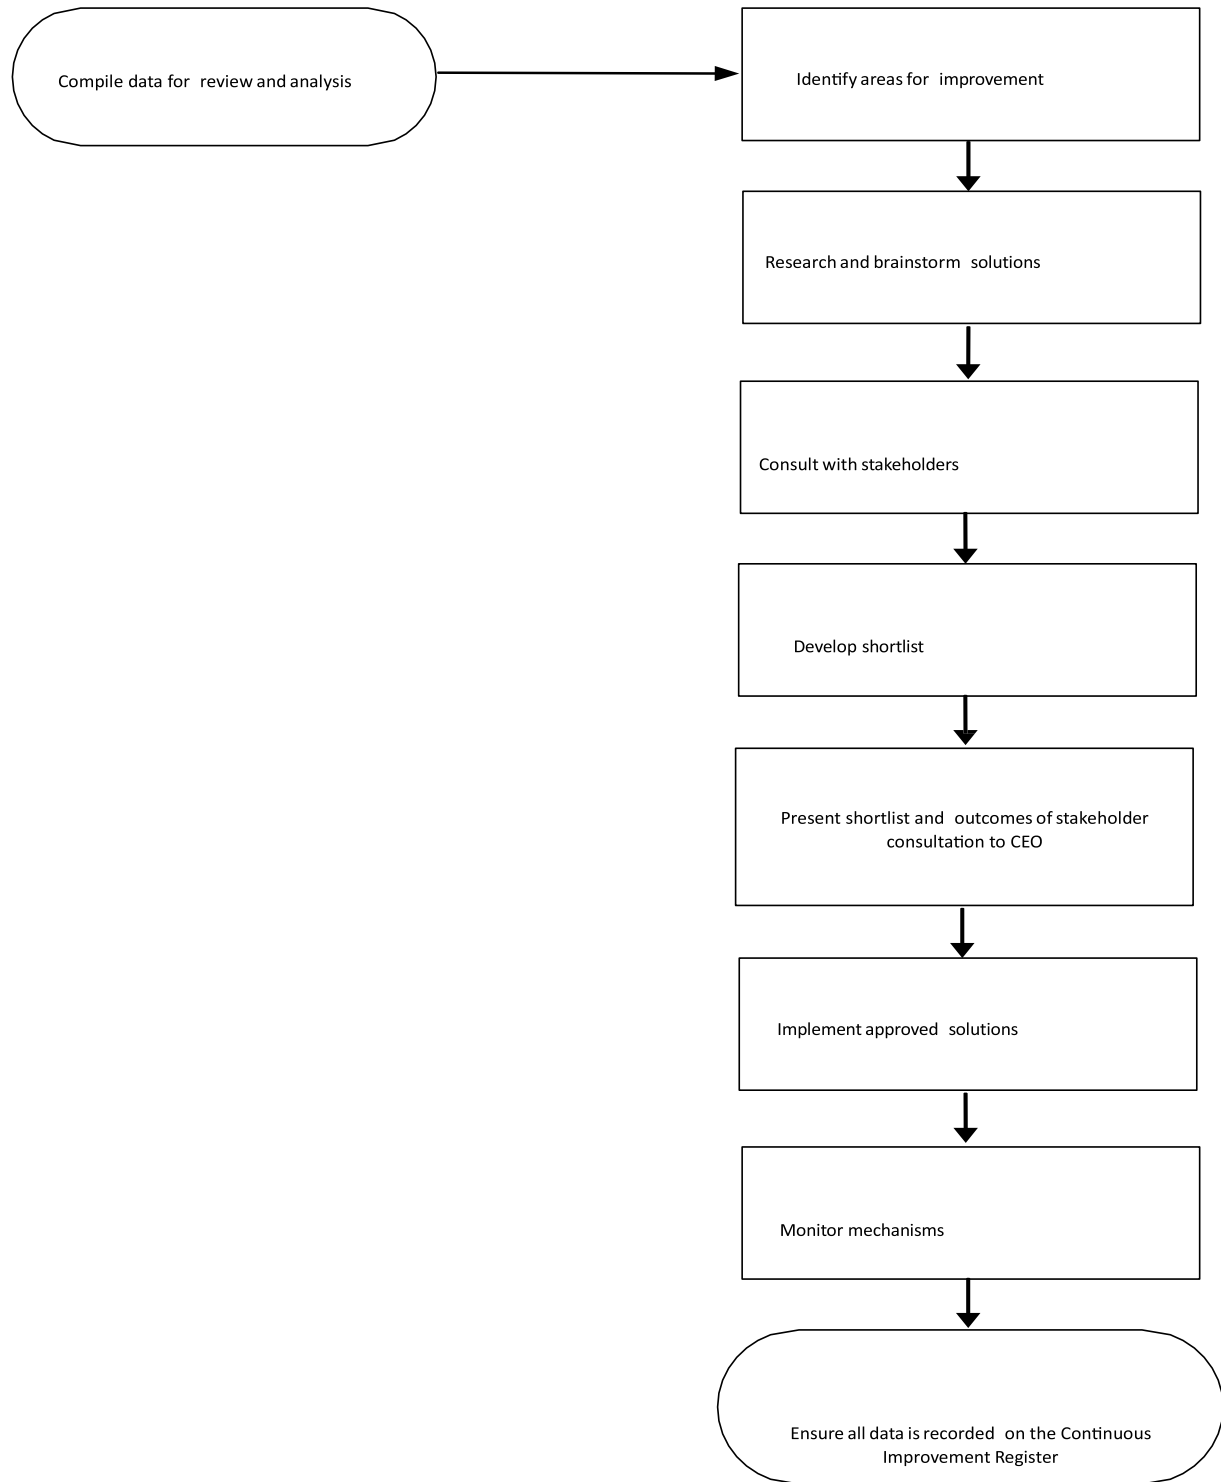 Compile data for review and analysis
Identify areas for improvement
Research and brainstorm solutions
Consult with stakeholders
Develop shortlist
Present shortlist and outcomes of stakeholder
consultation to CEO
Implement approved solutions
Monitor mechanisms
Ensure all data is recorded on the Continuous
Improvement Register